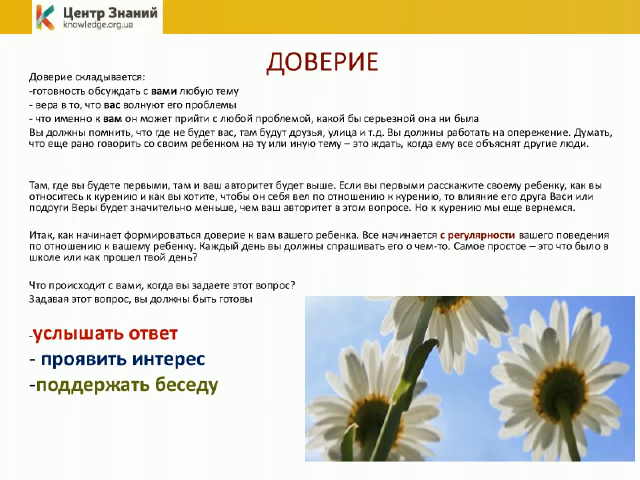 Центр Знаний
knowledge.org.ua
ДОВЕРИЕ
Доверие складывается:
-готовность обсуждать с вами любую тему
- вера в то, что вас волнуют его проблемы
- что именно к вам он может прийти с любой проблемой, какой бы серьезной она ни была
Вы должны помнить, что где не будет вас, там будут друзья, улица и т.д. Вы должны работать на опережение. Думать,
что еще рано говорить со своим ребенком на ту или иную тему – это ждать, когда ему все объяснят другие люди.
Там, где вы будете первыми, там и ваш авторитет будет выше. Если вы первыми расскажите своему ребенку, как вы
относитесь к курению и как вы хотите, чтобы он себя вел по отношению к курению, то влияние его друга Васи или
подруги Веры будет значительно меньше, чем ваш авторитет в этом вопросе. Но к курению мы еще вернемся.
Итак, как начинает формироваться доверие к вам вашего ребенка. Все начинается с регулярности вашего поведения
по отношению к вашему ребенку. Каждый день вы должны спрашивать его о чем-то. Самое простое – это что было в
школе или как прошел твой день?
Что происходит с вами, когда вы задаете этот вопрос?
Задавая этот вопрос, вы должны быть готовы
-услышать ответ
- проявить интерес
-поддержать беседу